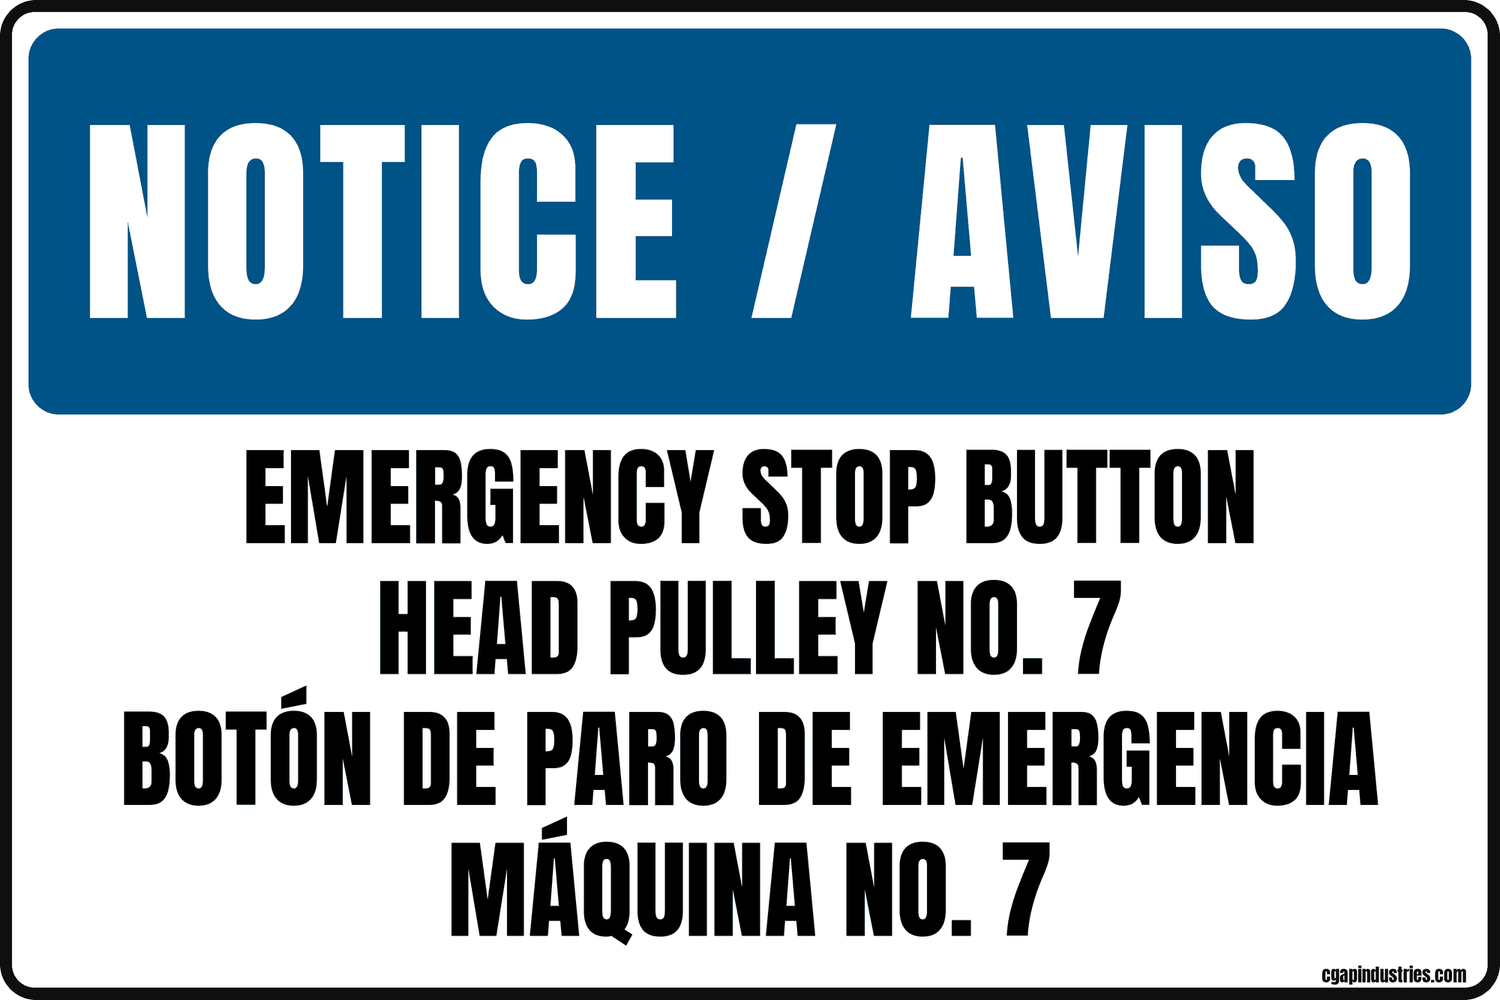 NOTICE / AVISO
EMERGENCY STOP BUTTON
HEAD PULLEY NO. 7
BOTÓN DE PARO DE EMERGENCIA
MÁQUINA NO. 7
cgapindustries.com